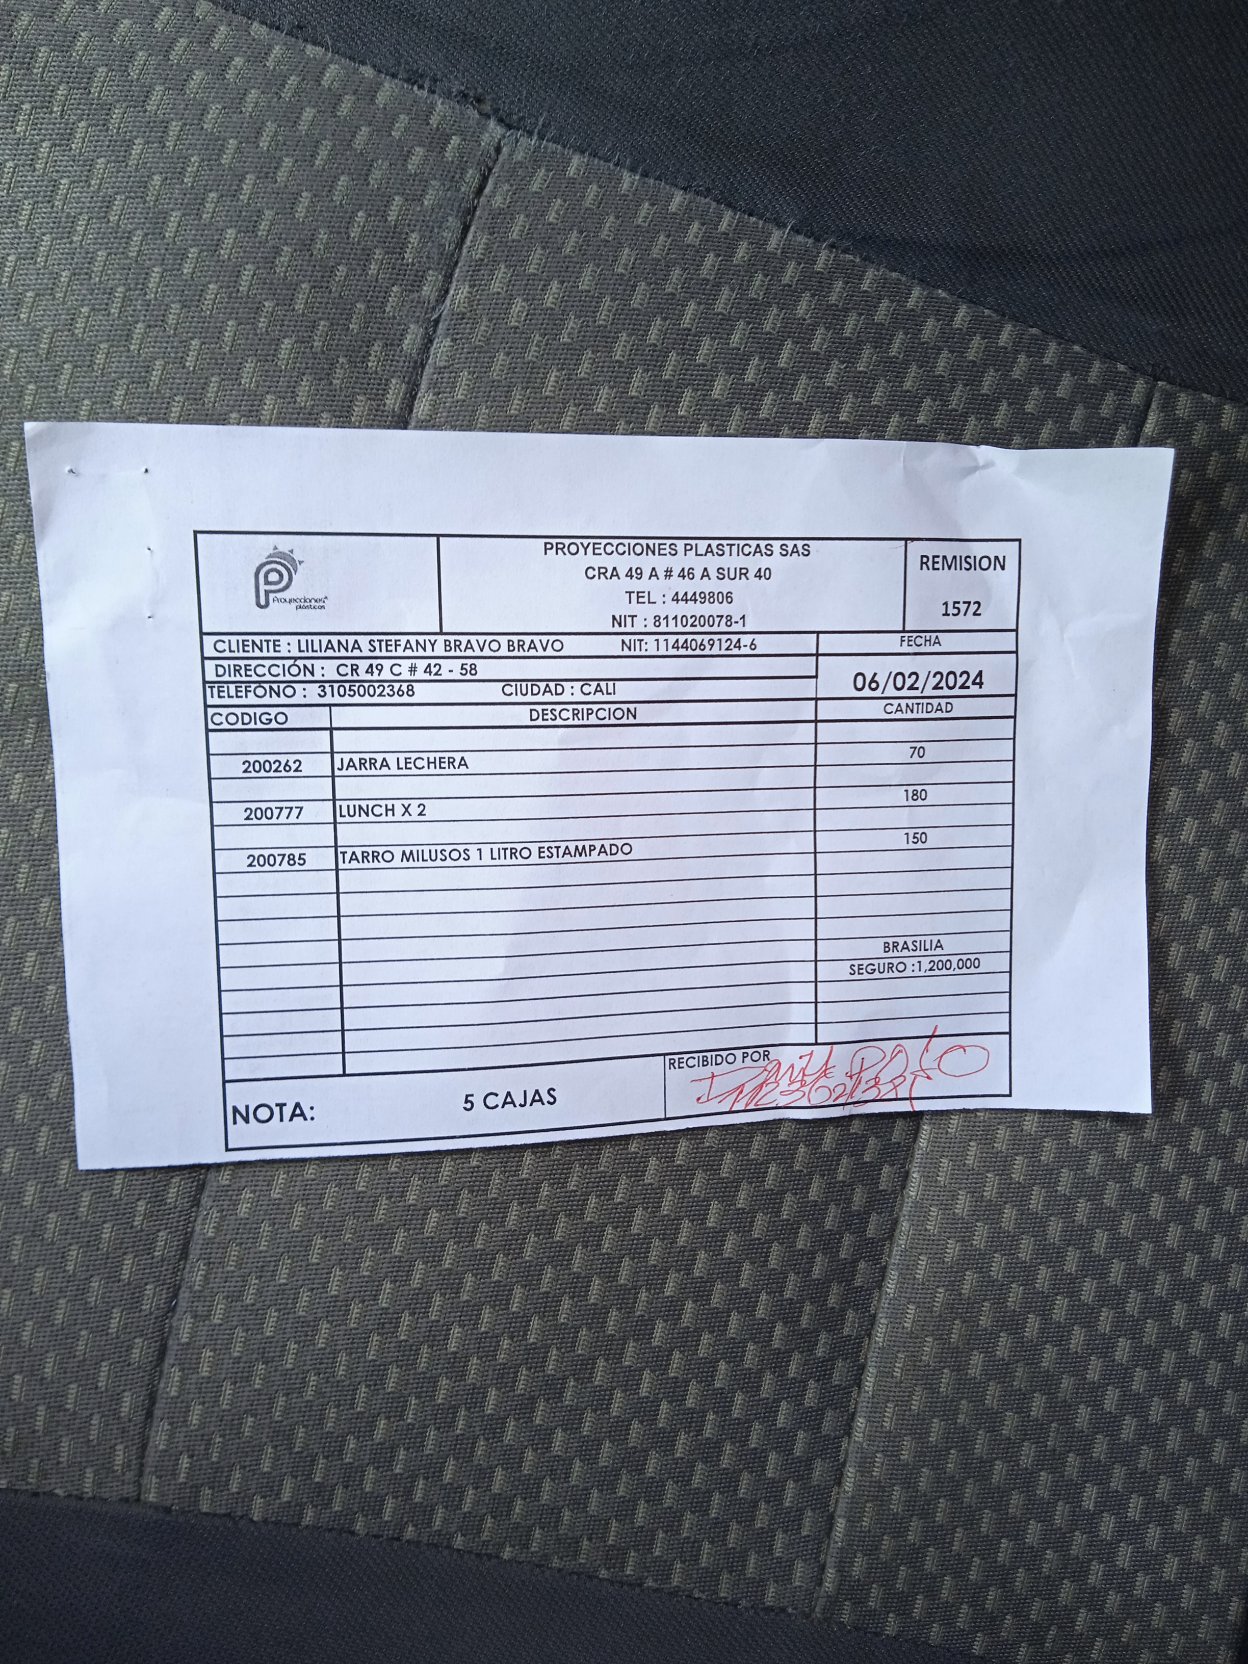 PROYECCIONES PLASTICAS SAS
CRA 49 A # 46 A SUR 40
TEL : 4449806
NIT : 811020078-1
REMISION
1572
Proyecciones
plásticas
CLIENTE : LILIANA STEFANY BRAVO BRAVO NIT: 1144069124-6
FECHA
DIRECCIÓN : CR 49 C # 42 - 58
06/02/2024
TELEFÓNO : 3105002368 CIUDAD : CALI
CODIGO DESCRIPCION CANTIDAD
200262 JARRA LECHERA 70
200777 LUNCH X 2 180
200785 TARRO MILUSOS 1 LITRO ESTAMPADO 150
BRASILIA
SEGURO :1,200,000
RECIBIDO POR
NOTA: 5 CAJAS